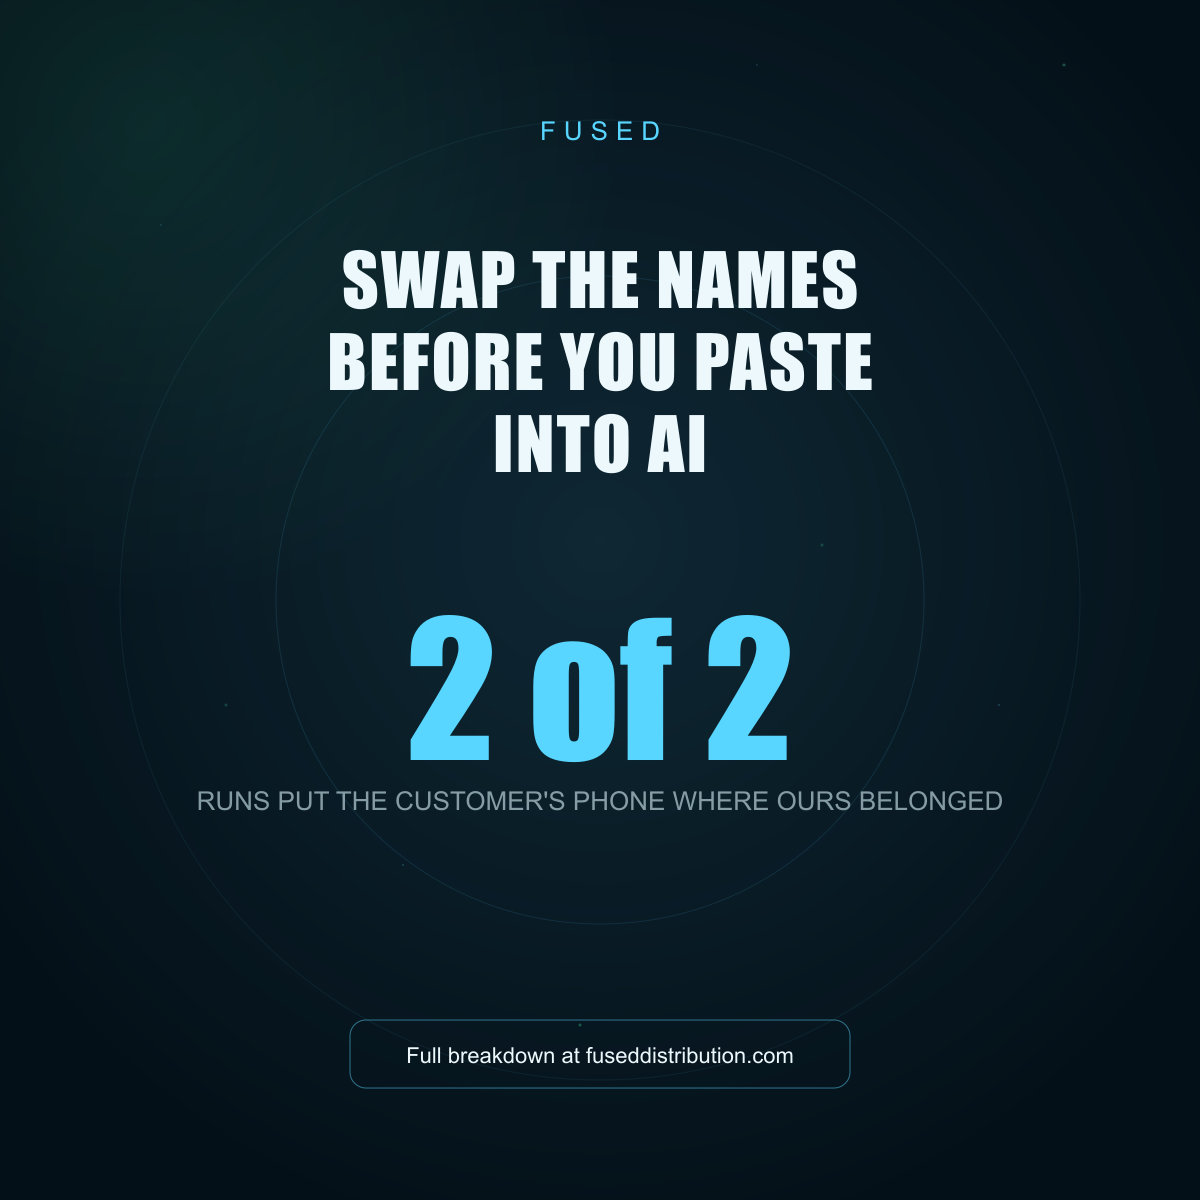 FUSED
SWAP THE NAMES
BEFORE YOU PASTE
INTO AI
2 of 2
RUNS PUT THE CUSTOMER'S PHONE WHERE OURS BELONGED
Full breakdown at fuseddistribution.com